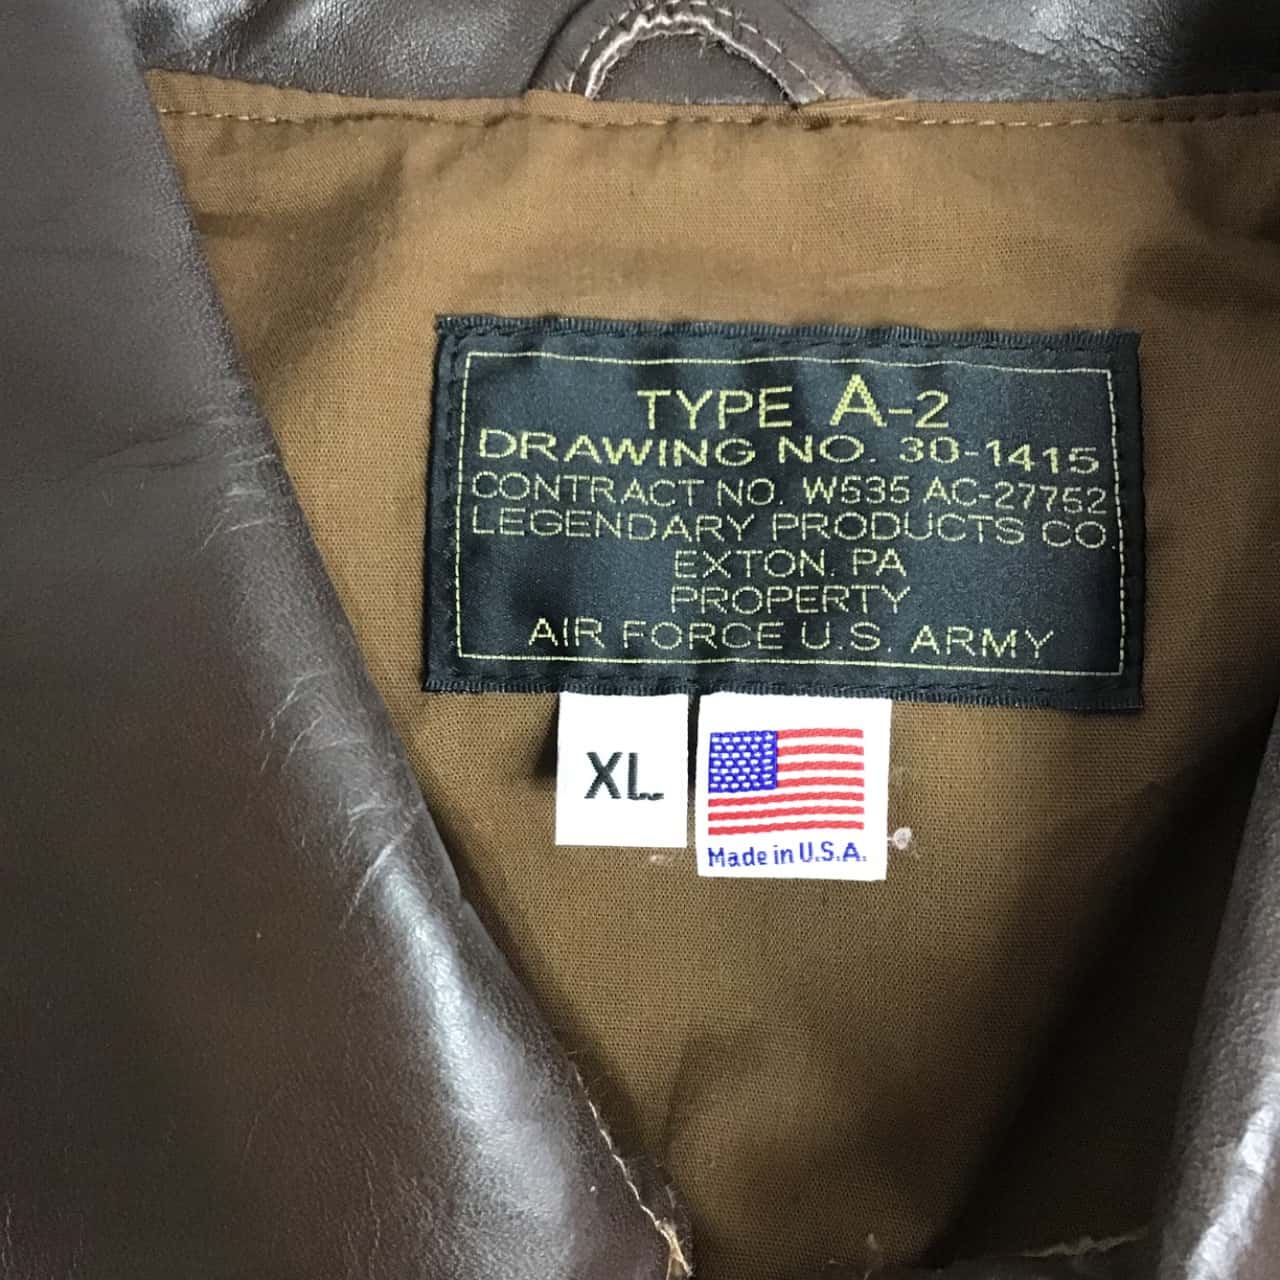 TYPE A-2
DRAWING NO. 30-1415
CONTRACT NO. W535 AC-27752
LEGENDARY PRODUCTS CO.
EXTON, PA
PROPERTY
AIR FORCE U.S. ARMY
XL
Made in U.S.A.